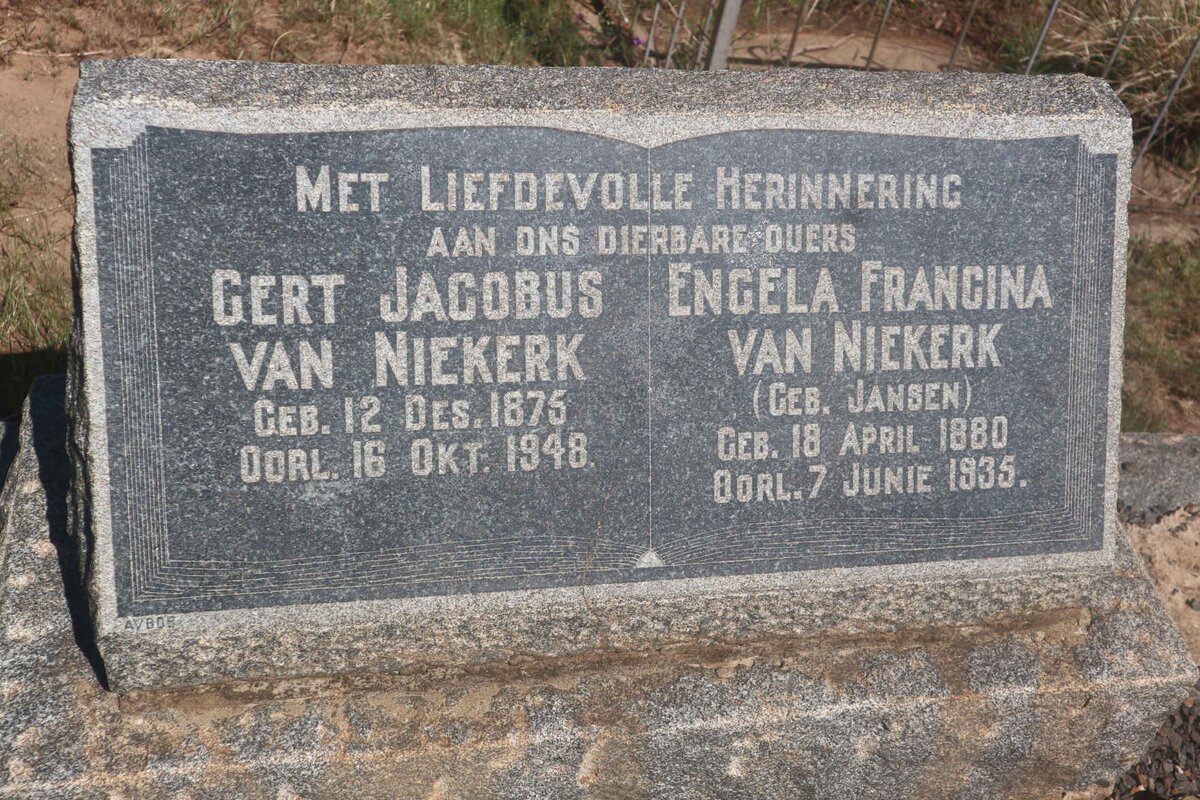 MET LIEFDEVOLLE HERINNERING
AAN ONS DIERBARE OUERS
GERT JACOBUS
VAN NIEKERK
GEB. 12 DES. 1875
OORL. 16 OKT. 1948.
ENGELA FRANCINA
VAN NIEKERK
(GEB. JANSEN)
GEB. 18 APRIL 1880
OORL. 7 JUNIE 1935.